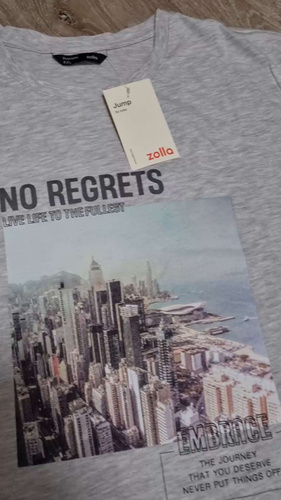 zolla
Jump
zolla
NO REGRETS
LIVE LIFE TO THE FULLEST
EMBRACE
THE JOURNEY
THAT YOU DESERVE
NEVER PUT THINGS OFF